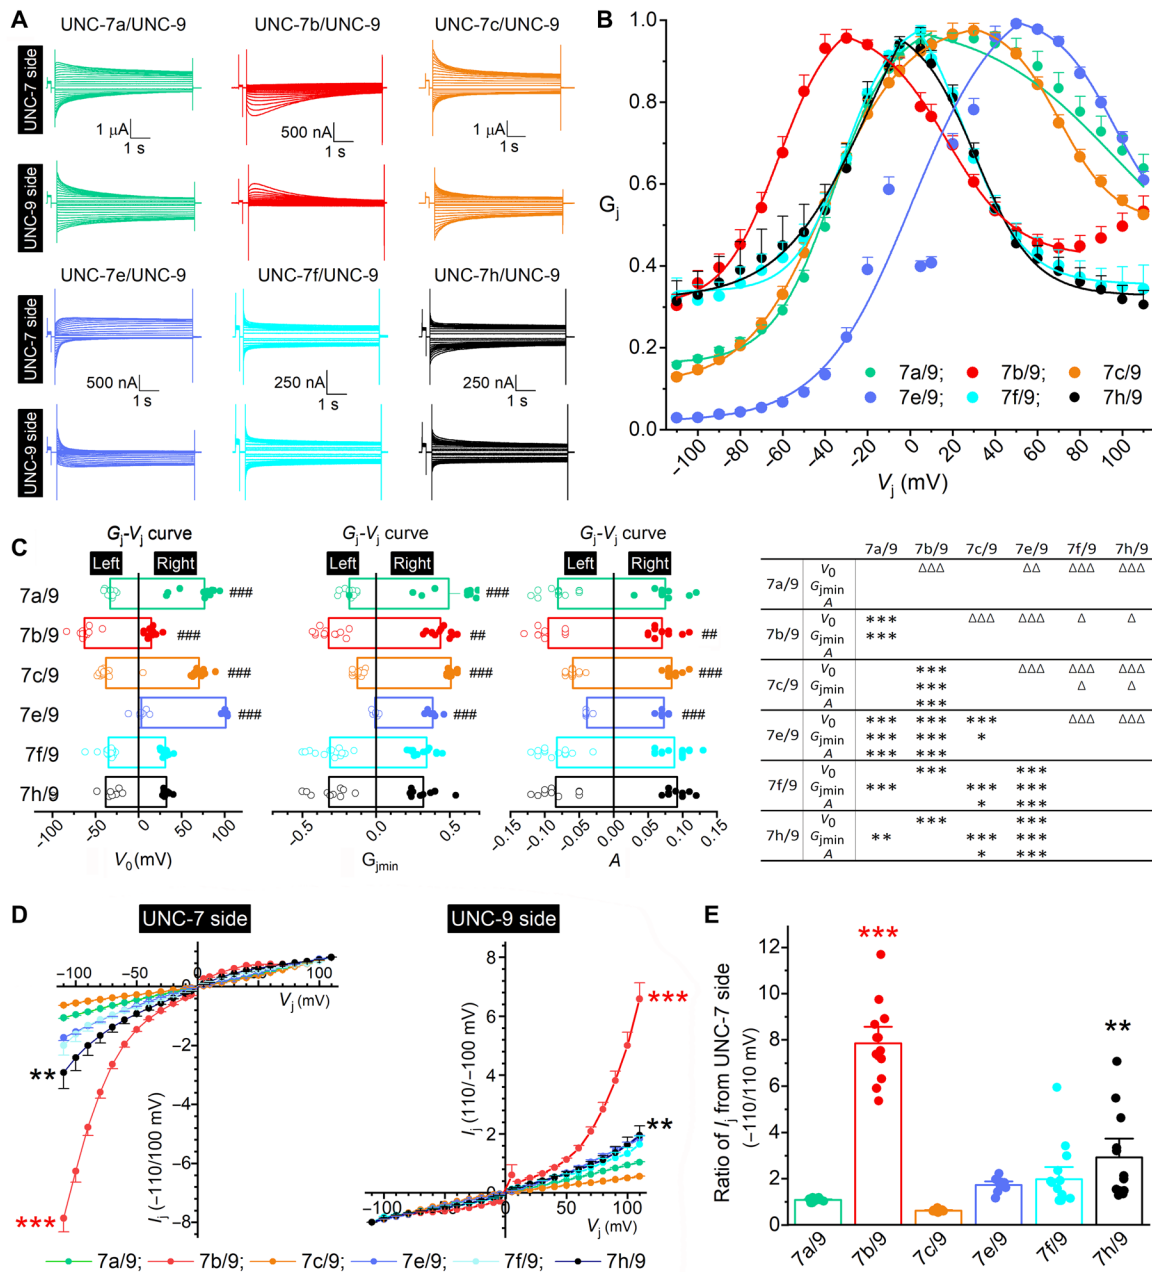 A
UNC-7a/UNC-9 UNC-7b/UNC-9 UNC-7c/UNC-9
UNC-7 side
1 µA
1 s
500 nA
1 s
1 µA
1 s
UNC-9 side
UNC-7e/UNC-9 UNC-7f/UNC-9 UNC-7h/UNC-9
UNC-7 side
500 nA
1 s
250 nA
1 s
250 nA
1 s
UNC-9 side
B
1.0
0.8
0.6
0.4
0.2
0.0
Gj
7a/9; 7b/9; 7c/9
7e/9; 7f/9; 7h/9
−100 −80 −60 −40 −20 0 20 40 60 80 100
Vj (mV)
C
Gj-Vj curve Gj-Vj curve Gj-Vj curve
Left Right Left Right Left Right
7a/9 ### ### ###
7b/9 ### ## ##
7c/9 ### ### ###
7e/9 ### ### ###
7f/9
7h/9
−100 −50 0 50 100 −0.5 0.0 0.5 −0.15 −0.10 −0.05 0.00 0.05 0.10 0.15
V0 (mV) Gjmin A
7a/9 7b/9 7c/9 7e/9 7f/9 7h/9
V0 ΔΔΔ ΔΔ ΔΔΔ ΔΔΔ
7a/9 Gjmin
A
V0 *** ΔΔΔ ΔΔΔ Δ Δ
7b/9 Gjmin ***
A
V0 *** ΔΔΔ ΔΔΔ ΔΔΔ
7c/9 Gjmin *** Δ Δ
A ***
V0 *** *** *** ΔΔΔ ΔΔΔ
7e/9 Gjmin *** *** *
A *** ***
V0 *** ***
7f/9 Gjmin *** *** ***
A * ***
V0 *** ***
7h/9 Gjmin ** *** ***
A * ***
D
UNC-7 side
−100 −50 0 50 100
0
Vj (mV)
−2
−4
−6
−8
Ij (−110/100 mV)
**
***
UNC-9 side
8
6
4
2
0
Ij (110/−100 mV)
***
**
−100 −50 0 50 100
Vj (mV)
7a/9; 7b/9; 7c/9; 7e/9; 7f/9; 7h/9
E
Ratio of Ij from UNC-7 side
(−110/110 mV)
12
10
8
6
4
2
0
***
**
7a/9 7b/9 7c/9 7e/9 7f/9 7h/9